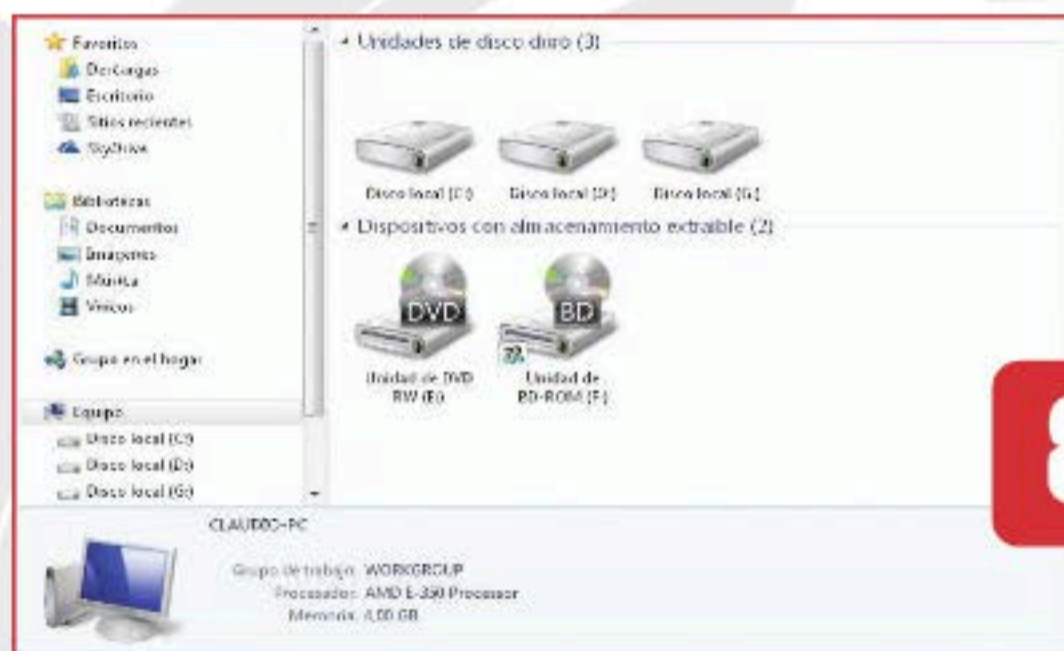 Favoritos
Descargas
Escritorio
Sitios recientes
SkyDrive
Bibliotecas
Documentos
Imágenes
Música
Vídeos
Grupo en el hogar
Equipo
Disco local (C:)
Disco local (D:)
Disco local (G:)
Unidades de disco duro (3)
Disco local (C:)
Disco local (D:)
Disco local (G:)
Dispositivos con almacenamiento extraíble (2)
DVD
BD
Unidad de DVD
RW (E:)
Unidad de
BD-ROM (F:)
CLAUDIO-PC
Grupo de trabajo: WORKGROUP
Procesador: AMD E-350 Processor
Memoria: 4,00 GB